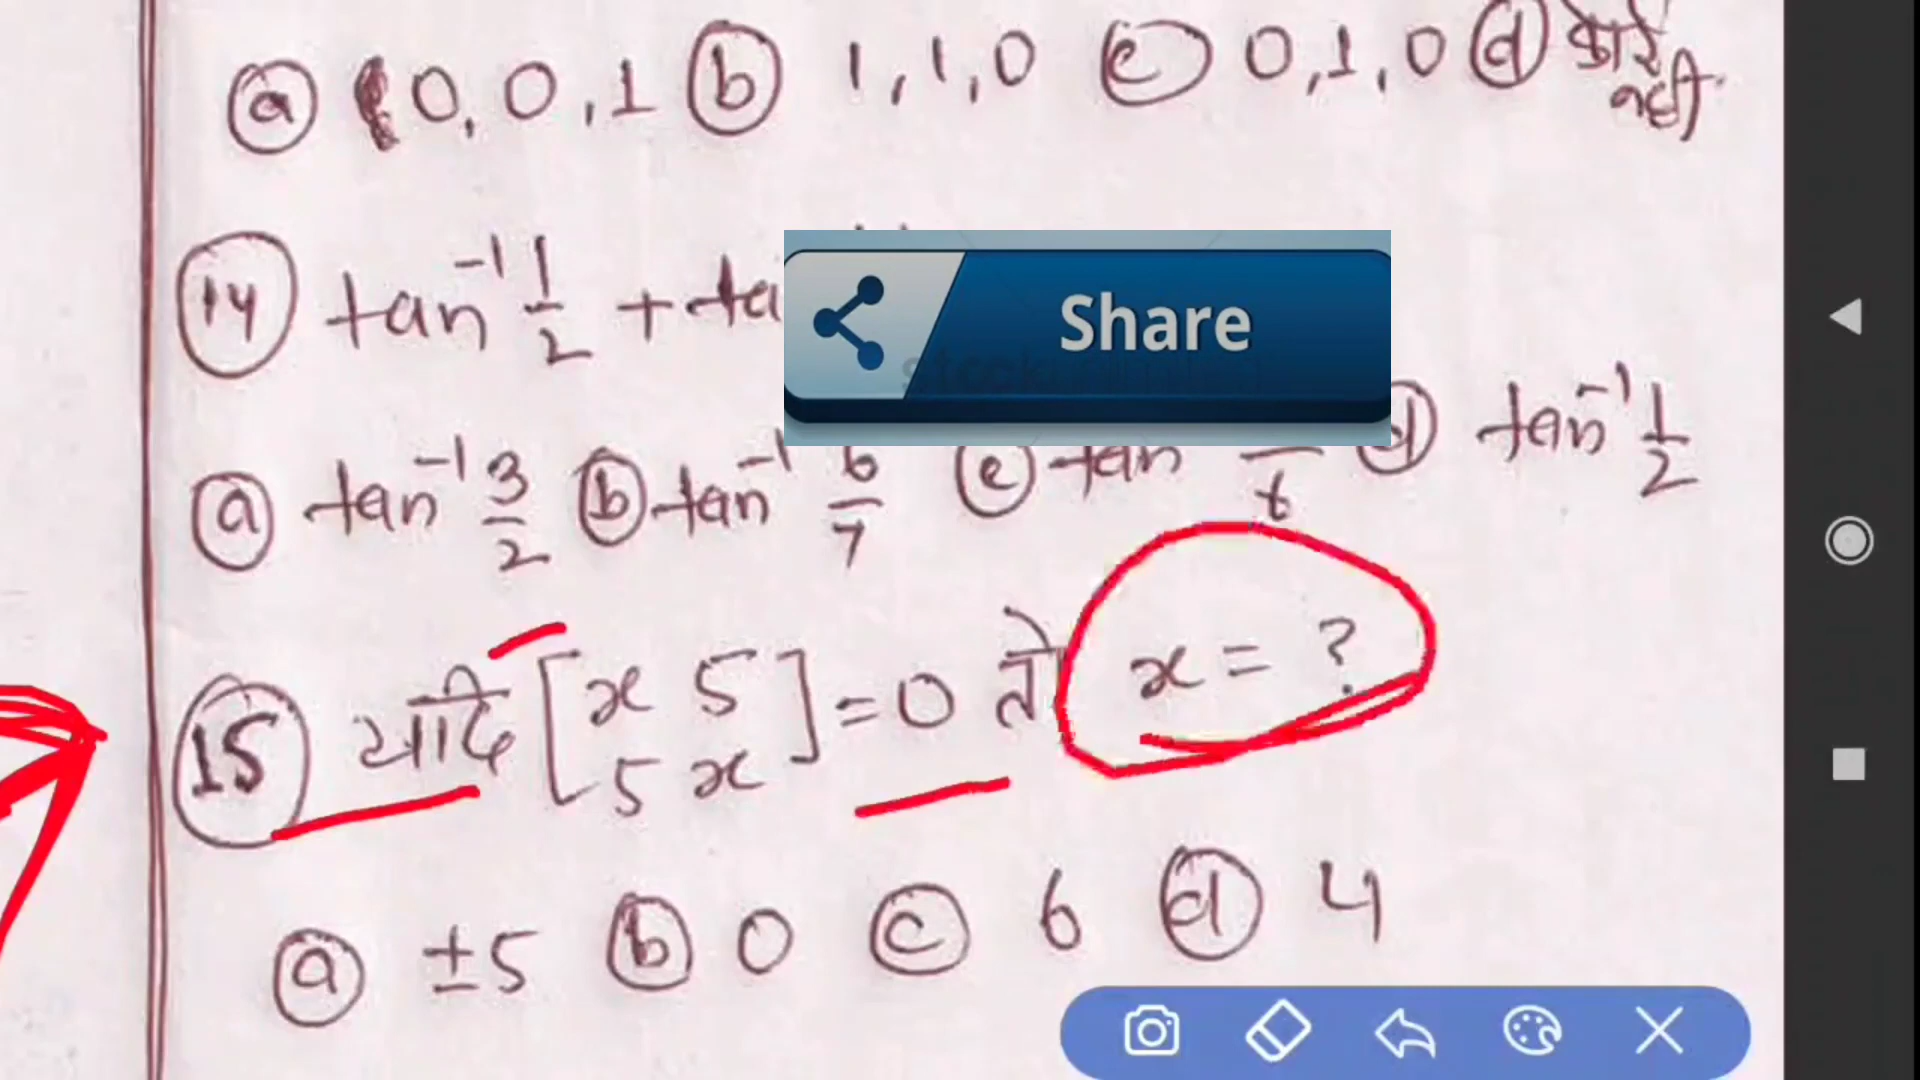 (a) 0, 0, 1 (b) 1, 1, 0 (c) 0, 1, 0 (d) कोई नहीं
(14) tan⁻¹ 1/2 + ta
Share
(a) tan⁻¹ 3/2 (b) tan⁻¹ 6/7 (c) tan (d) tan⁻¹ 1/2
(15) यदि [x 5
5 x] = 0 तो x = ?
(a) ±5 (b) 0 (c) 6 (d) 4